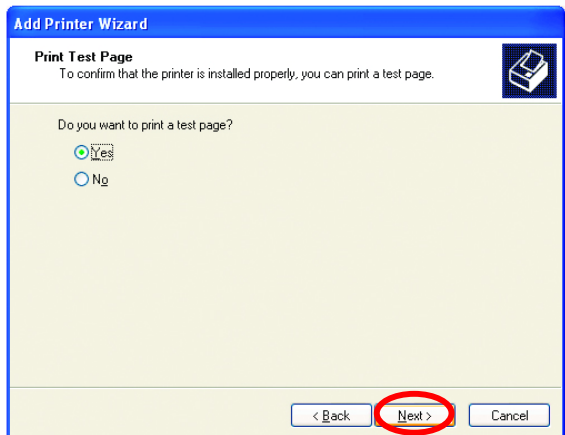 Add Printer Wizard
Print Test Page
To confirm that the printer is installed properly, you can print a test page.
Do you want to print a test page?
Yes
No
< Back Next > Cancel